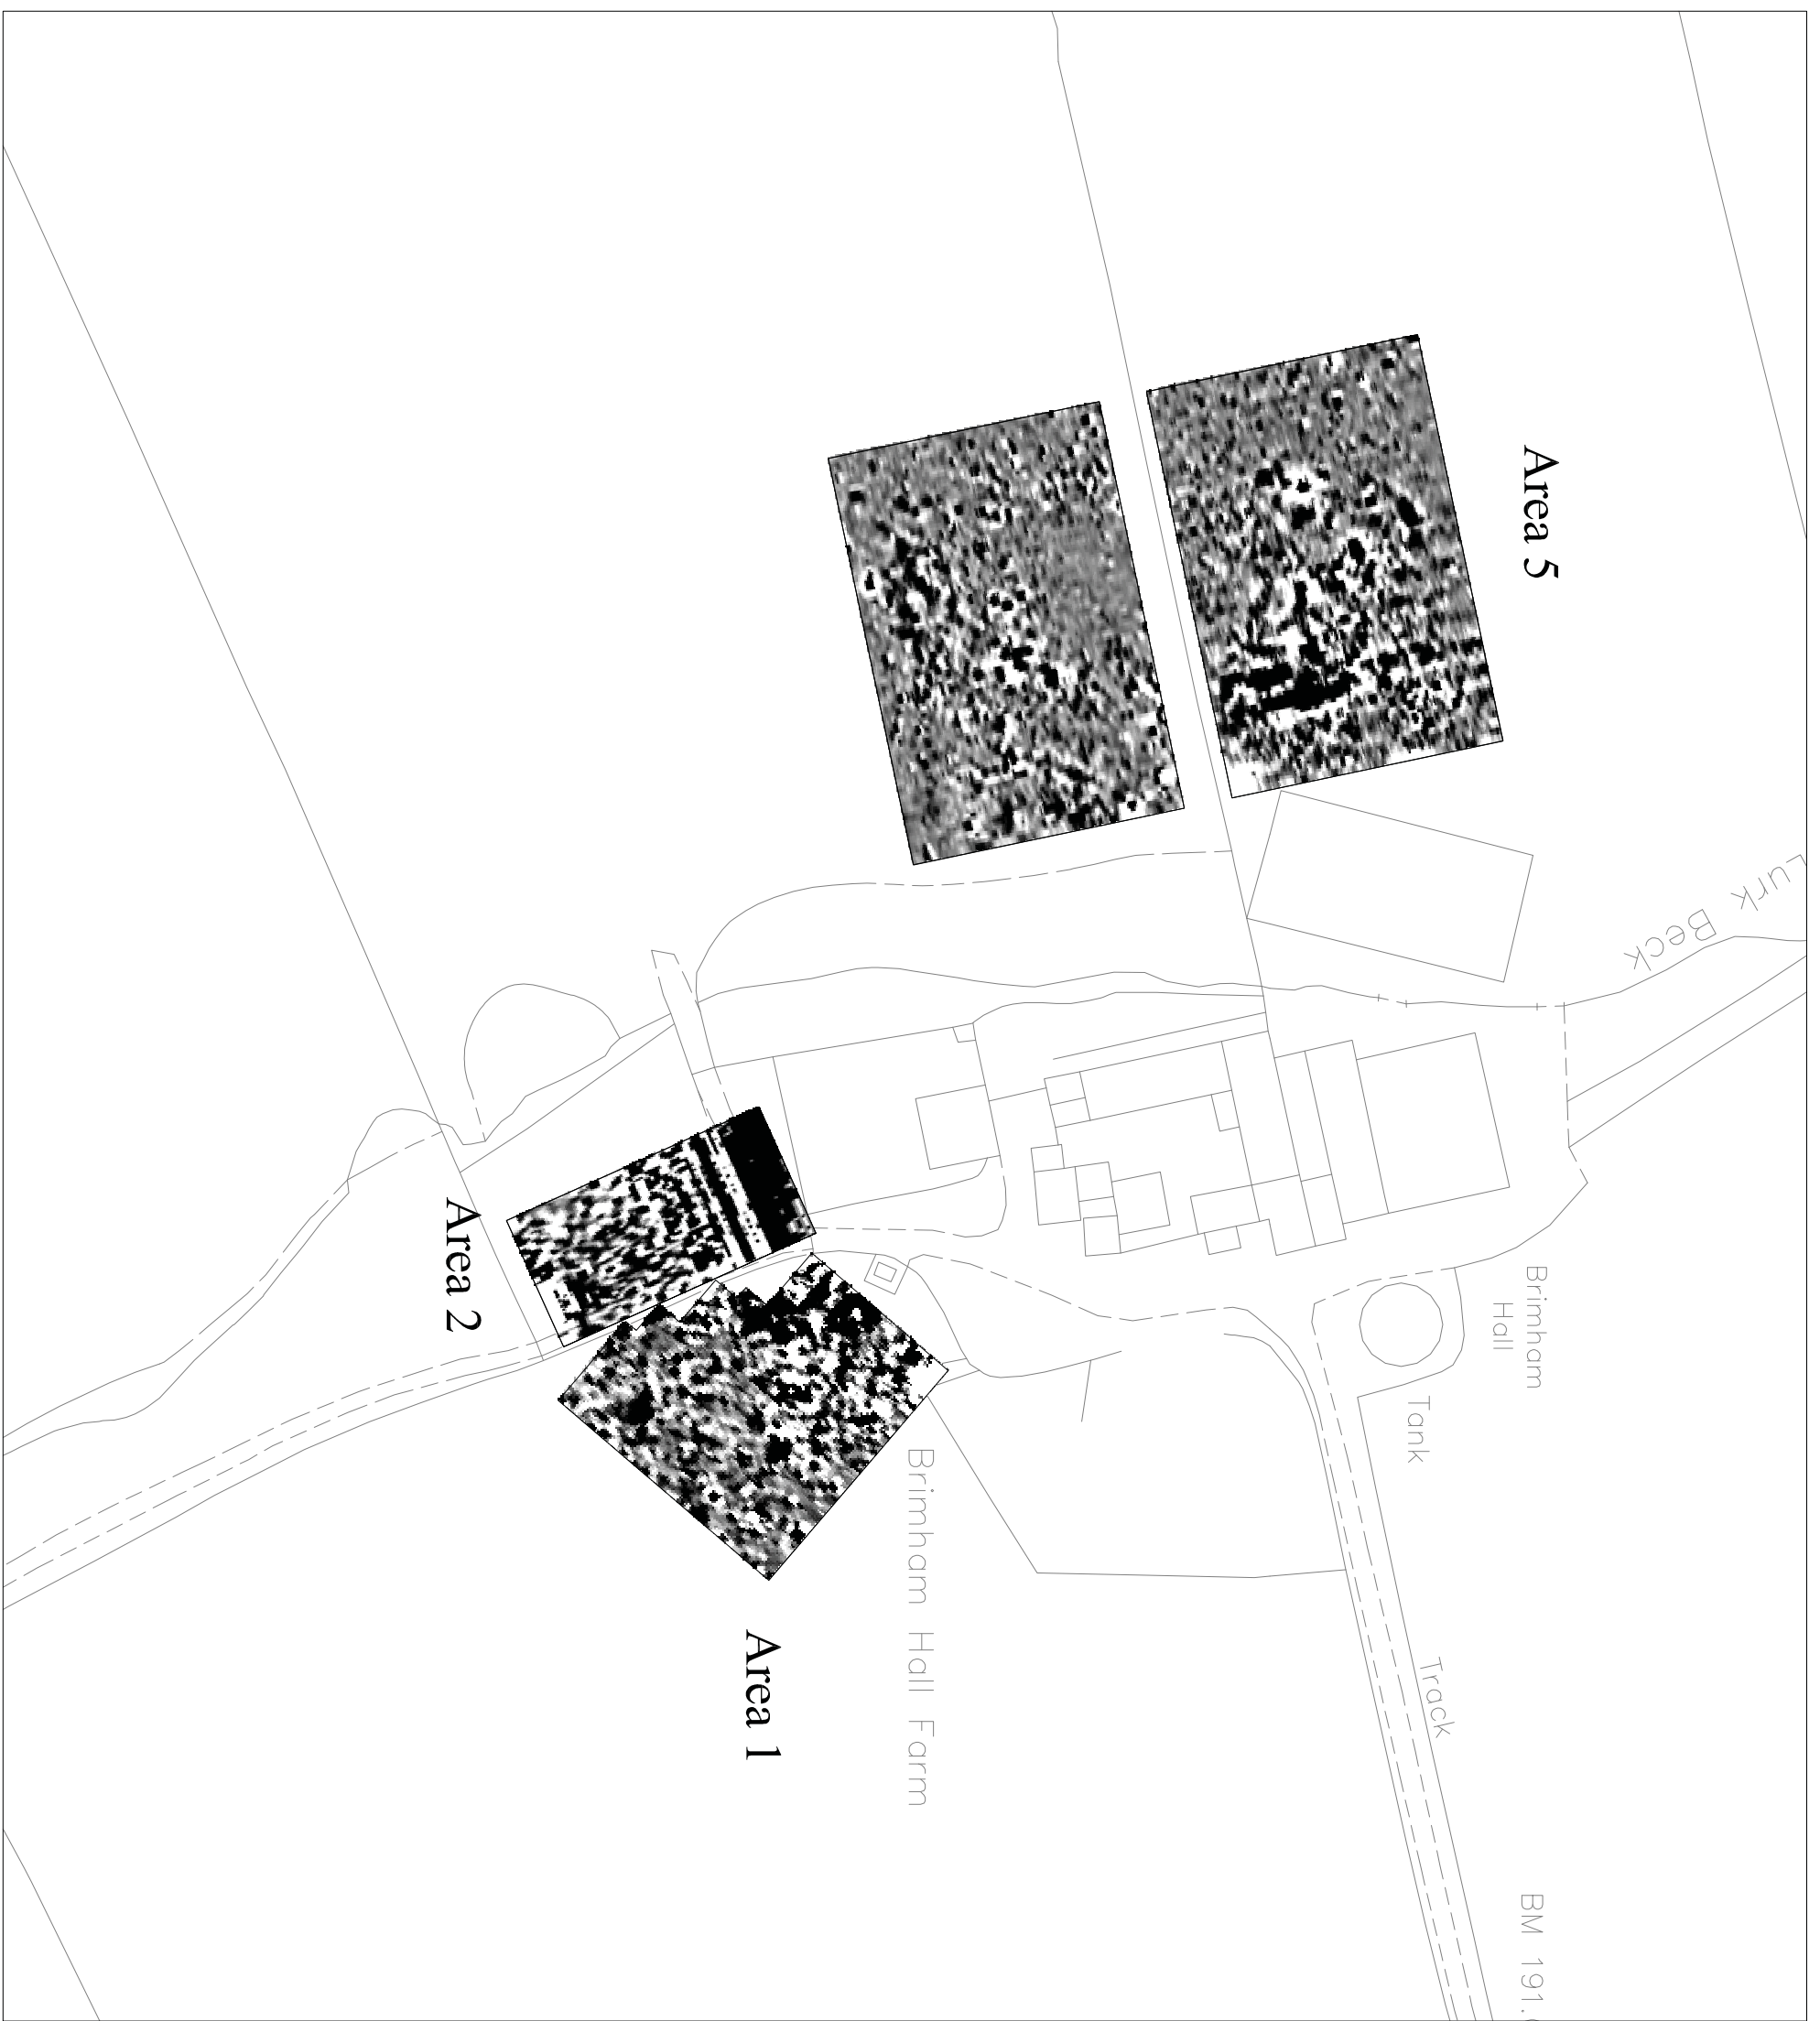 Area 5
Lurk Beck
Brimham
Hall
Tank
Area 2
Brimham Hall Farm
Area 1
Track
BM 191.